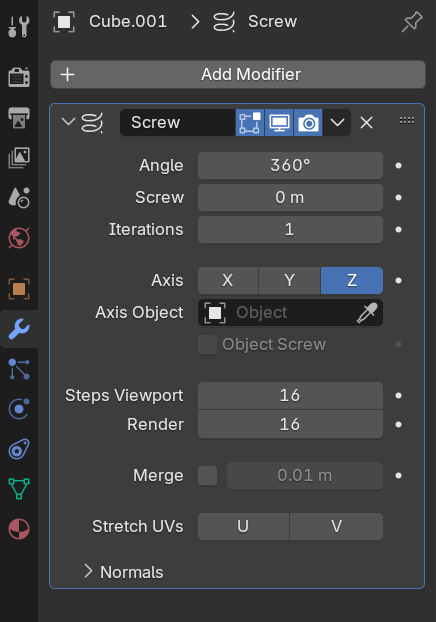 Cube.001 > Screw
+ Add Modifier
Screw
Angle 360°
Screw 0 m
Iterations 1
Axis X Y Z
Axis Object Object
Object Screw
Steps Viewport 16
Render 16
Merge 0.01 m
Stretch UVs U V
Normals